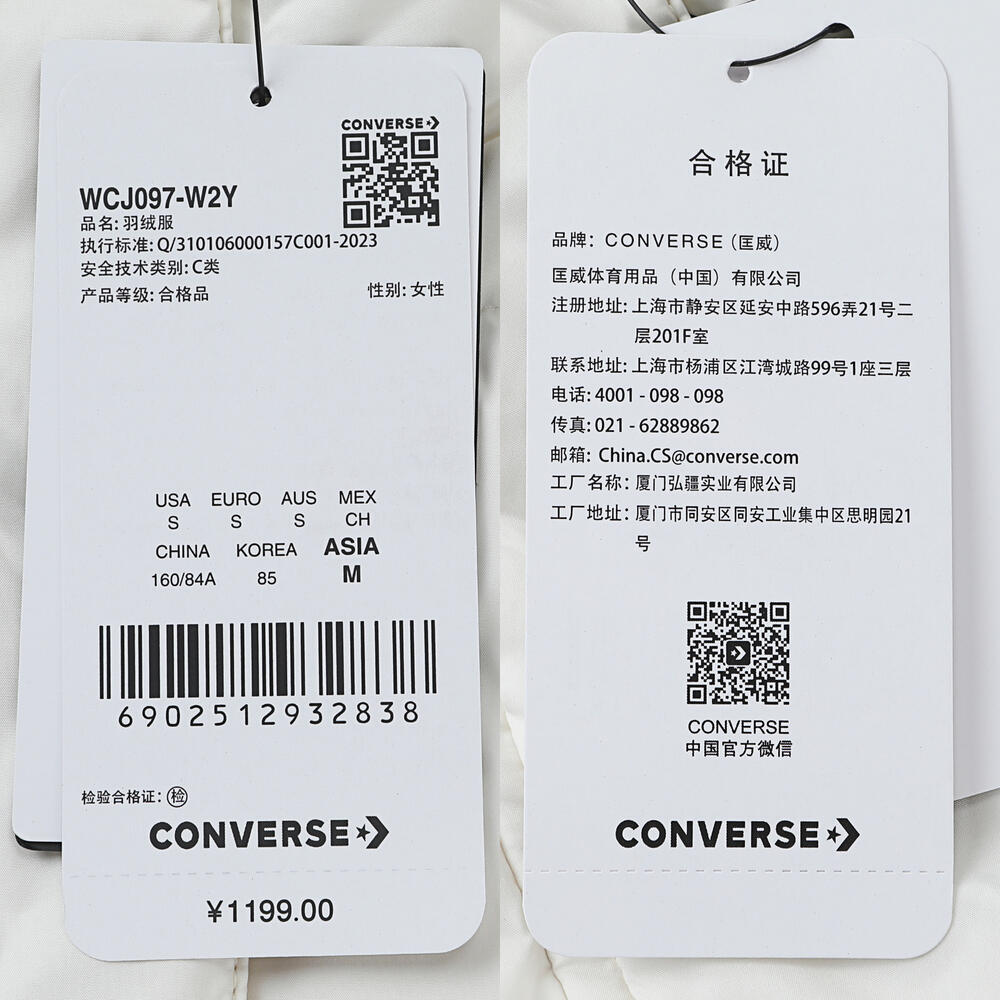 CONVERSE
WCJ097-W2Y
品名: 羽绒服
执行标准: Q/310106000157C001-2023
安全技术类别: C类
产品等级: 合格品 性别: 女性
USA EURO AUS MEX
S S S CH
CHINA KOREA ASIA
160/84A 85 M
6902512932838
检验合格证: 检
CONVERSE
¥1199.00
合格证
品牌: CONVERSE (匡威)
匡威体育用品（中国）有限公司
注册地址: 上海市静安区延安中路596弄21号二
层201F室
联系地址: 上海市杨浦区江湾城路99号1座三层
电话: 4001 - 098 - 098
传真: 021 - 62889862
邮箱: China.CS@converse.com
工厂名称: 厦门弘疆实业有限公司
工厂地址: 厦门市同安区同安工业集中区思明园21
号
CONVERSE
中国官方微信
CONVERSE